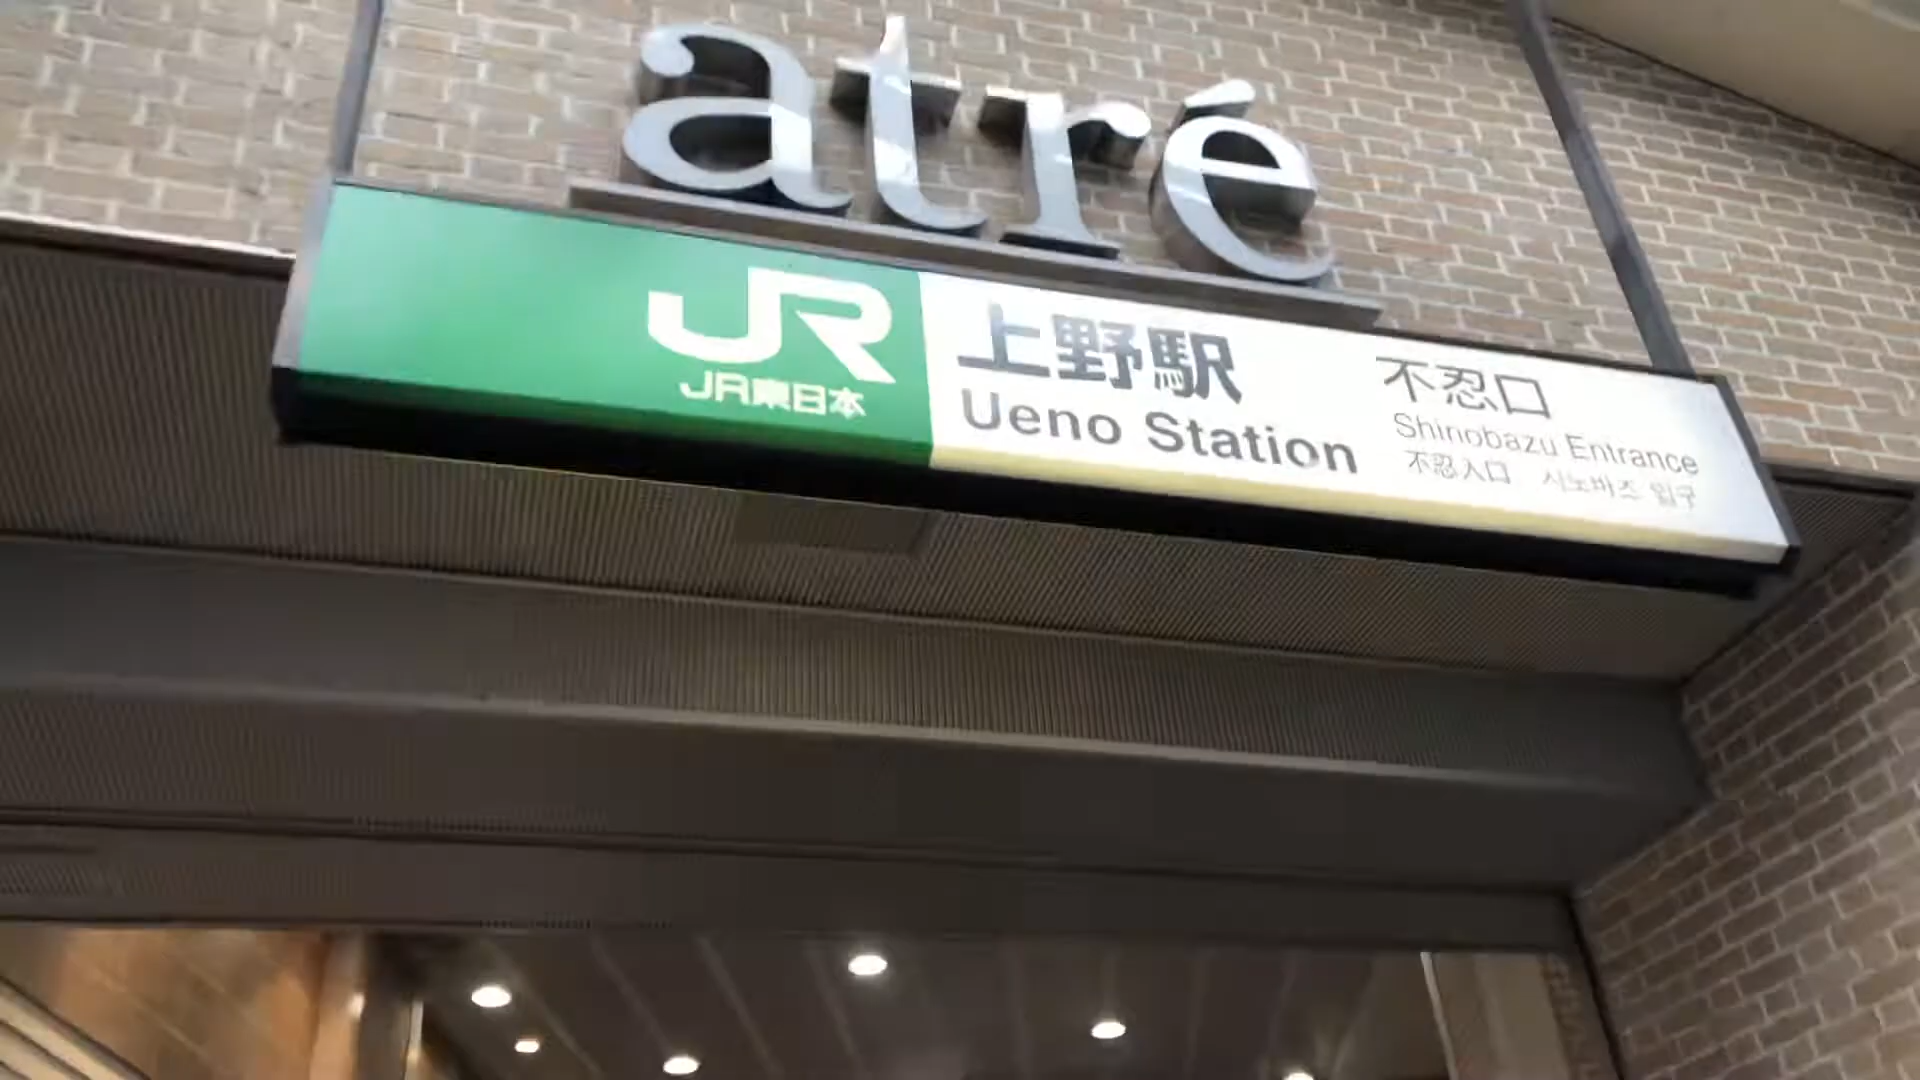 atré
JR
JR東日本
上野駅
Ueno Station
不忍口
Shinobazu Entrance
不忍入口 시노바즈 입구